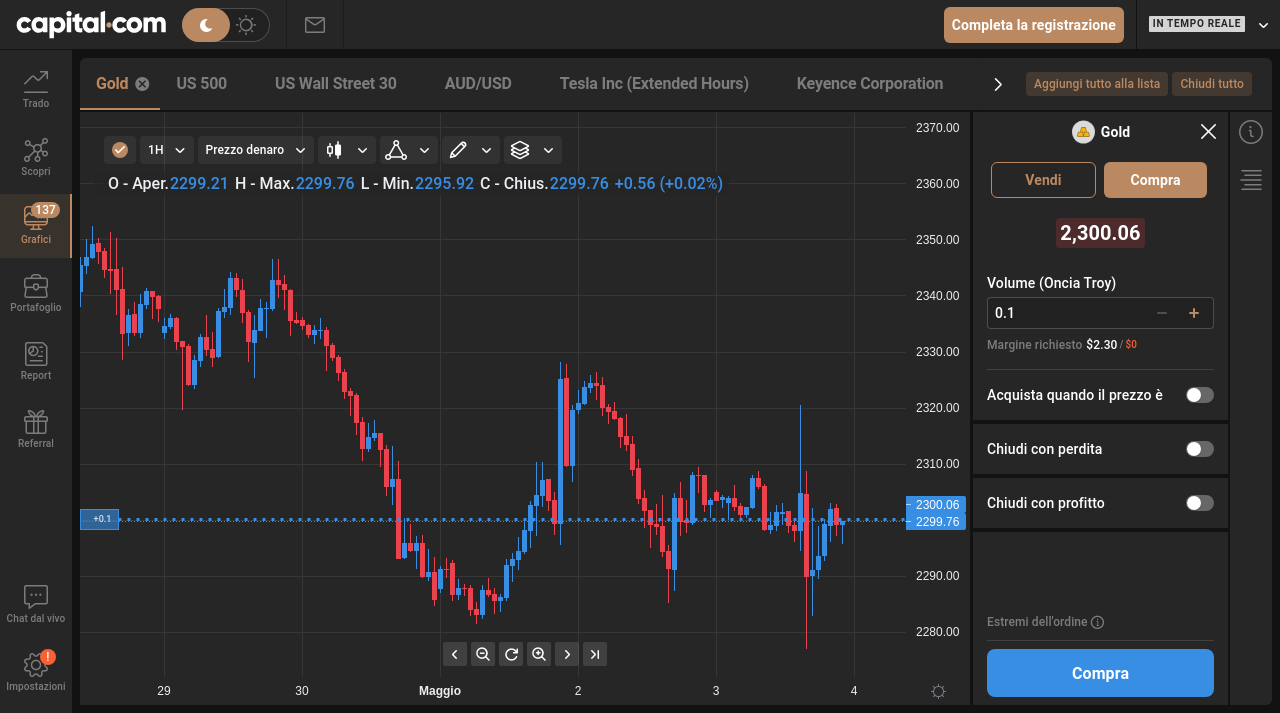 capital.com
Completa la registrazione
IN TEMPO REALE
Gold
US 500
US Wall Street 30
AUD/USD
Tesla Inc (Extended Hours)
Keyence Corporation
Aggiungi tutto alla lista
Chiudi tutto
Trado
Scopri
137
Grafici
Portafoglio
Report
Referral
Chat dal vivo
!
Impostazioni
1H
Prezzo denaro
O - Aper.2299.21 H - Max.2299.76 L - Min.2295.92 C - Chius.2299.76 +0.56 (+0.02%)
2370.00
2360.00
2350.00
2340.00
2330.00
2320.00
2310.00
2300.06
2299.76
2290.00
2280.00
+0.1
29
30
Maggio
2
3
4
Gold
Vendi
Compra
2,300.06
Volume (Oncia Troy)
0.1
Margine richiesto $2.30 / $0
Acquista quando il prezzo è
Chiudi con perdita
Chiudi con profitto
Estremi dell'ordine
Compra